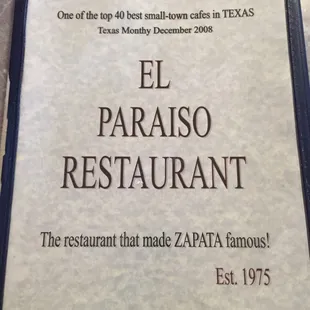 One of the top 40 best small-town cafes in TEXAS
Texas Monthy December 2008
EL
PARAISO
RESTAURANT
The restaurant that made ZAPATA famous!
Est. 1975